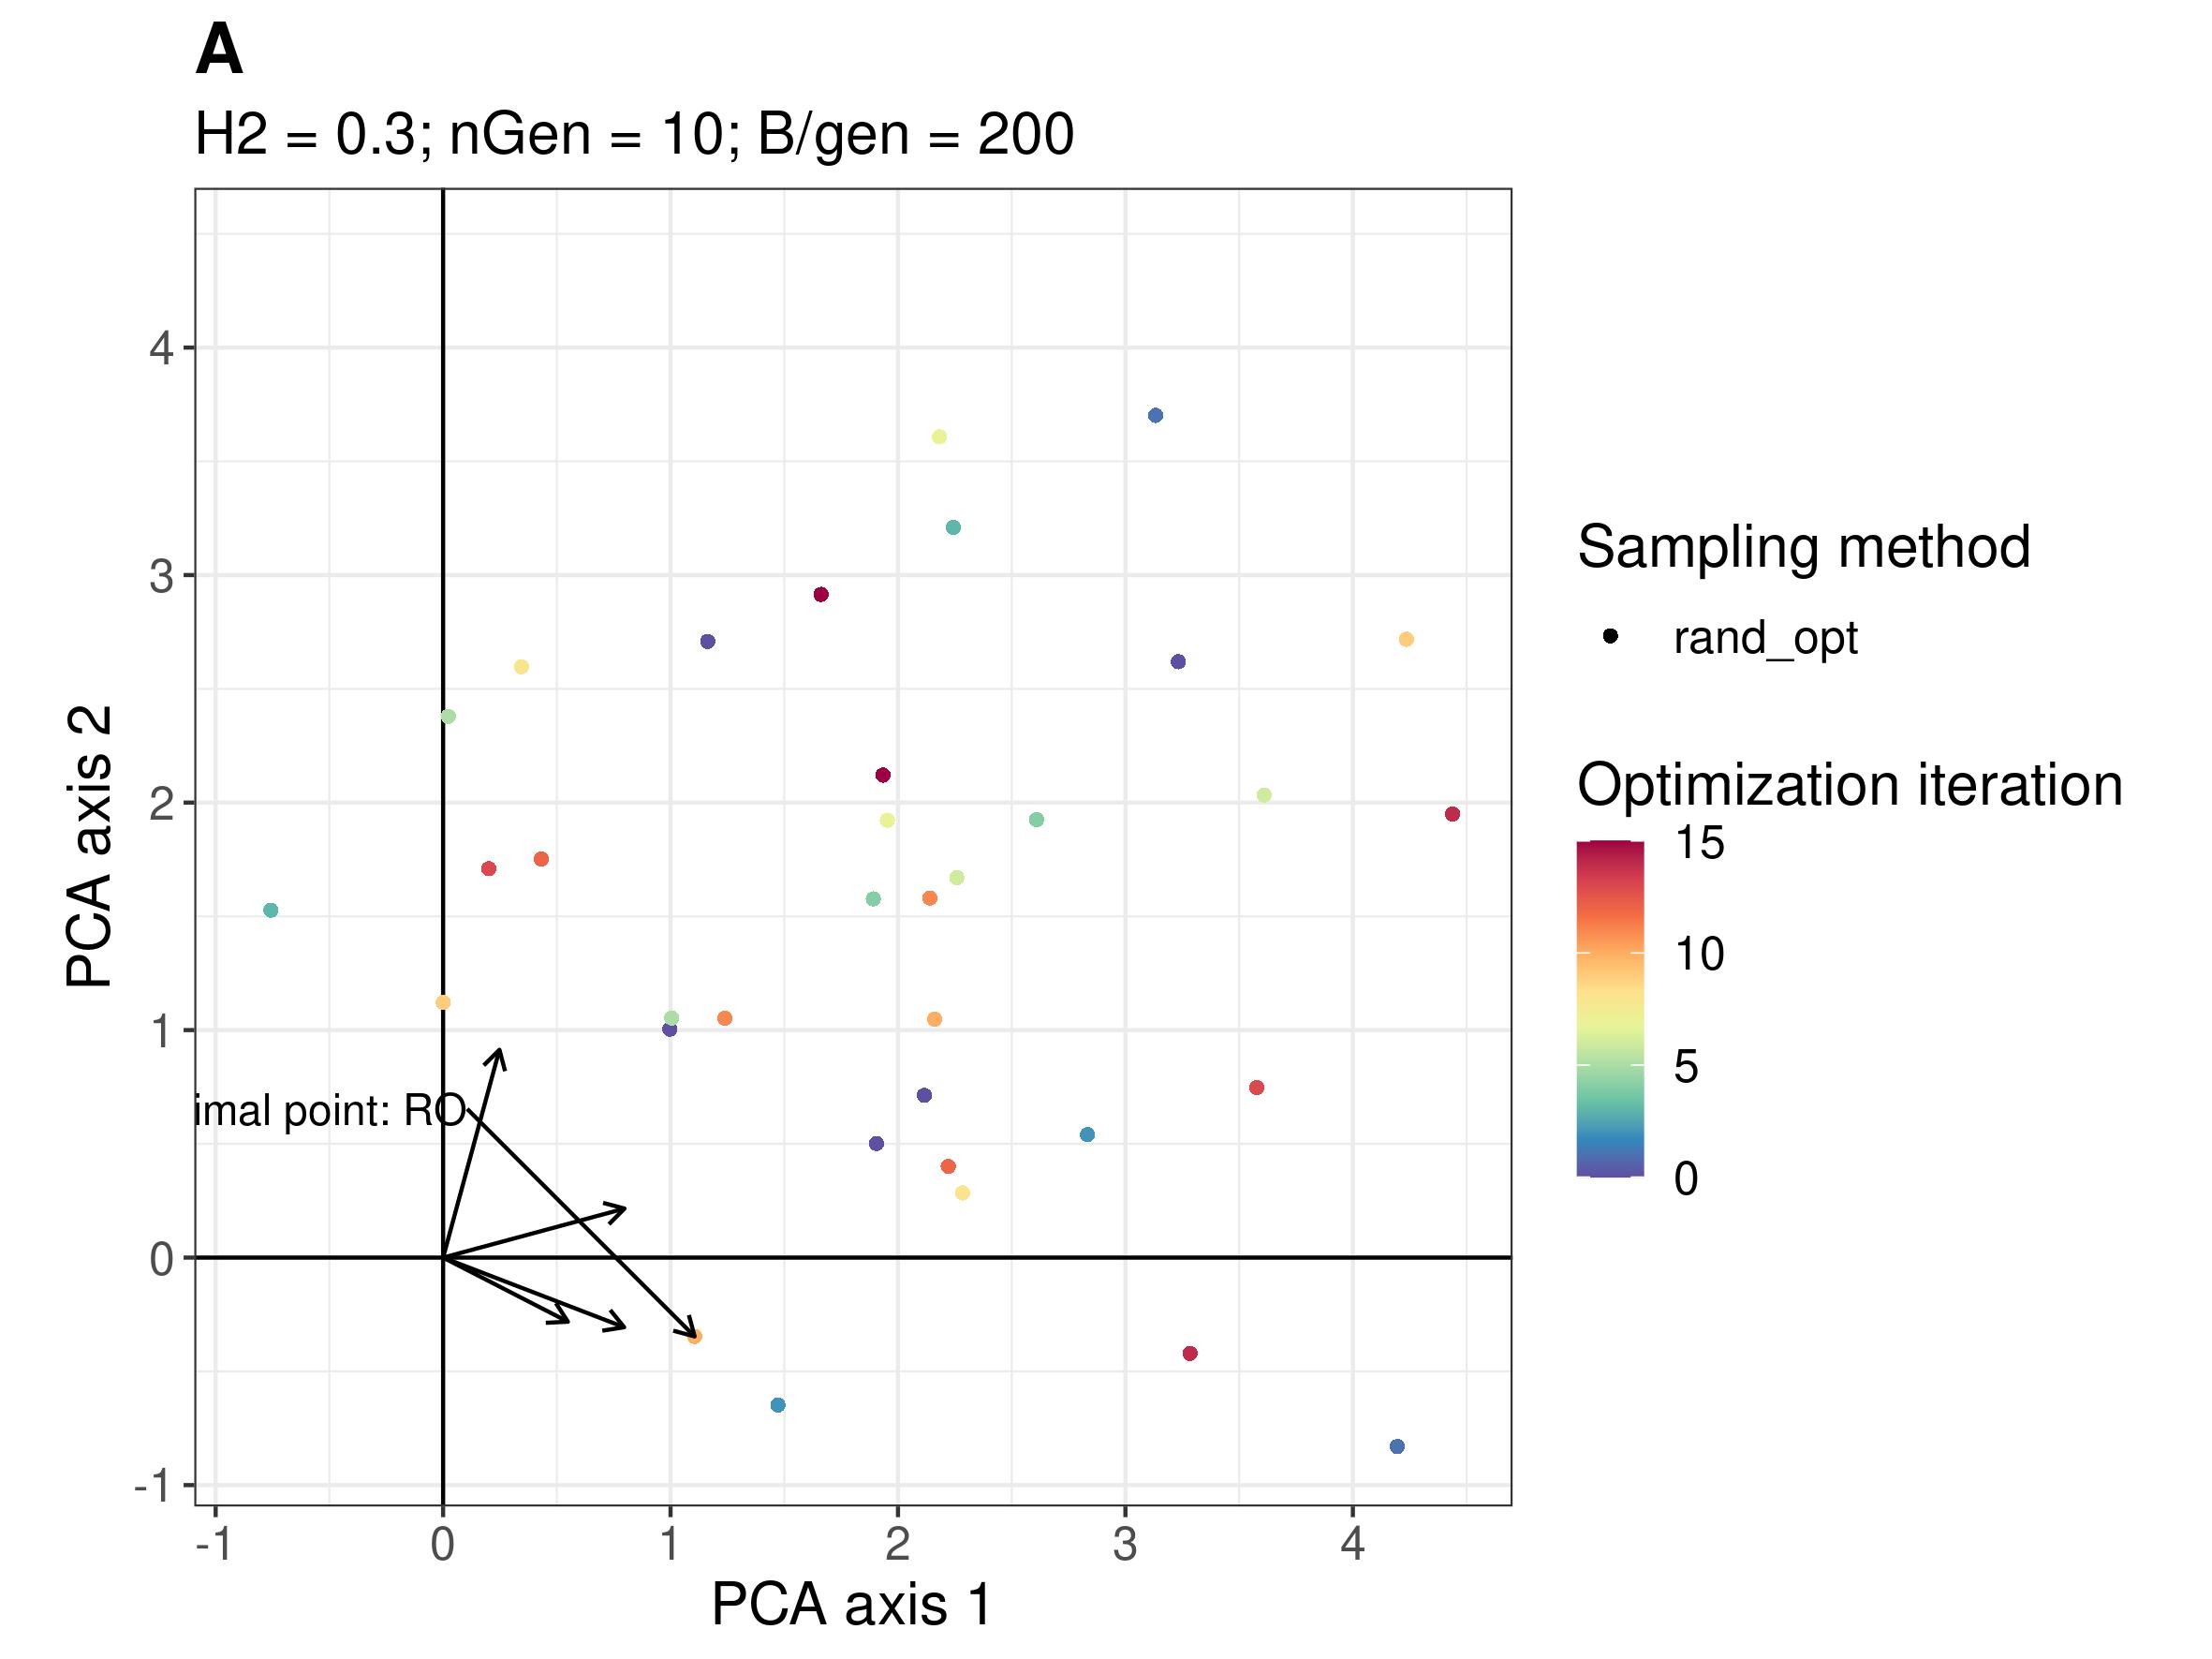 A
H2 = 0.3; nGen = 10; B/gen = 200
4
3
2
1
0
-1
PCA axis 2
imal point: RO
-1 0 1 2 3 4
PCA axis 1
Sampling method
rand_opt
Optimization iteration
15
10
5
0